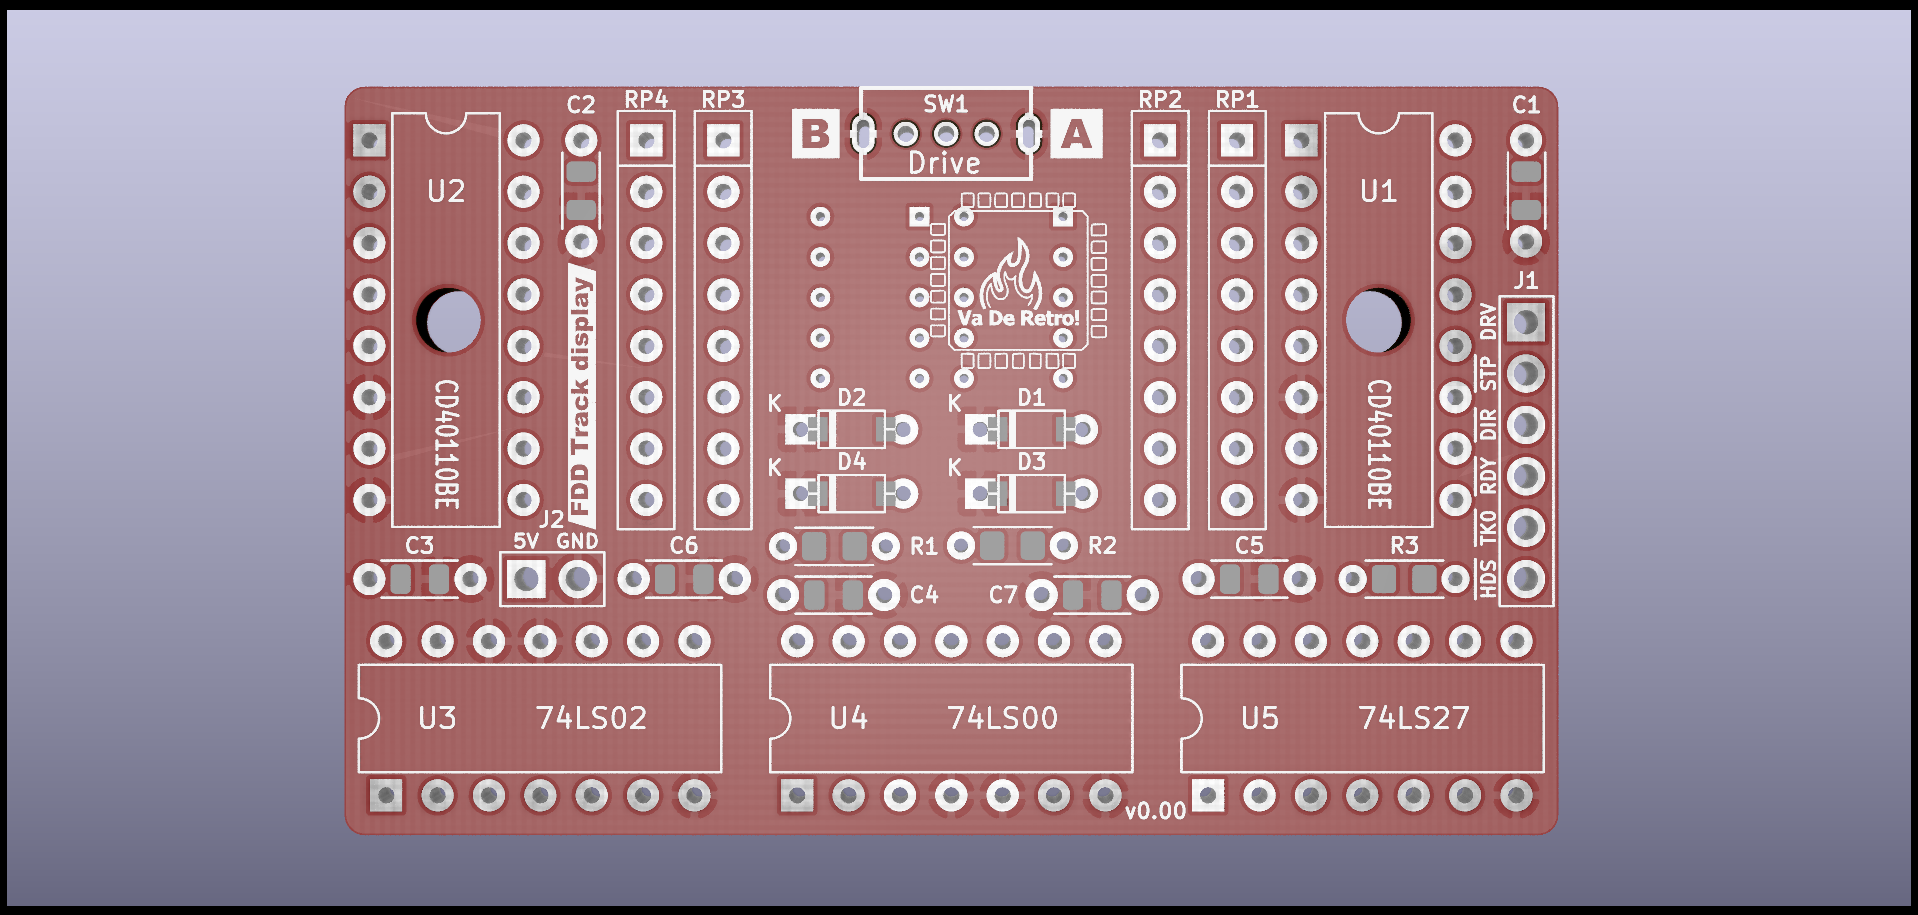 C2
RP4
RP3
SW1
RP2
RP1
C1
B
A
Drive
U2
U1
J1
Va De Retro!
FDD Track display
CD40110BE
CD40110BE
DRV
STP
DIR
RDY
TK0
HDS
K
D2
K
D1
K
D4
K
D3
J2
5V
GND
C3
C6
R1
R2
C5
R3
C4
C7
U3
74LS02
U4
74LS00
U5
74LS27
v0.00